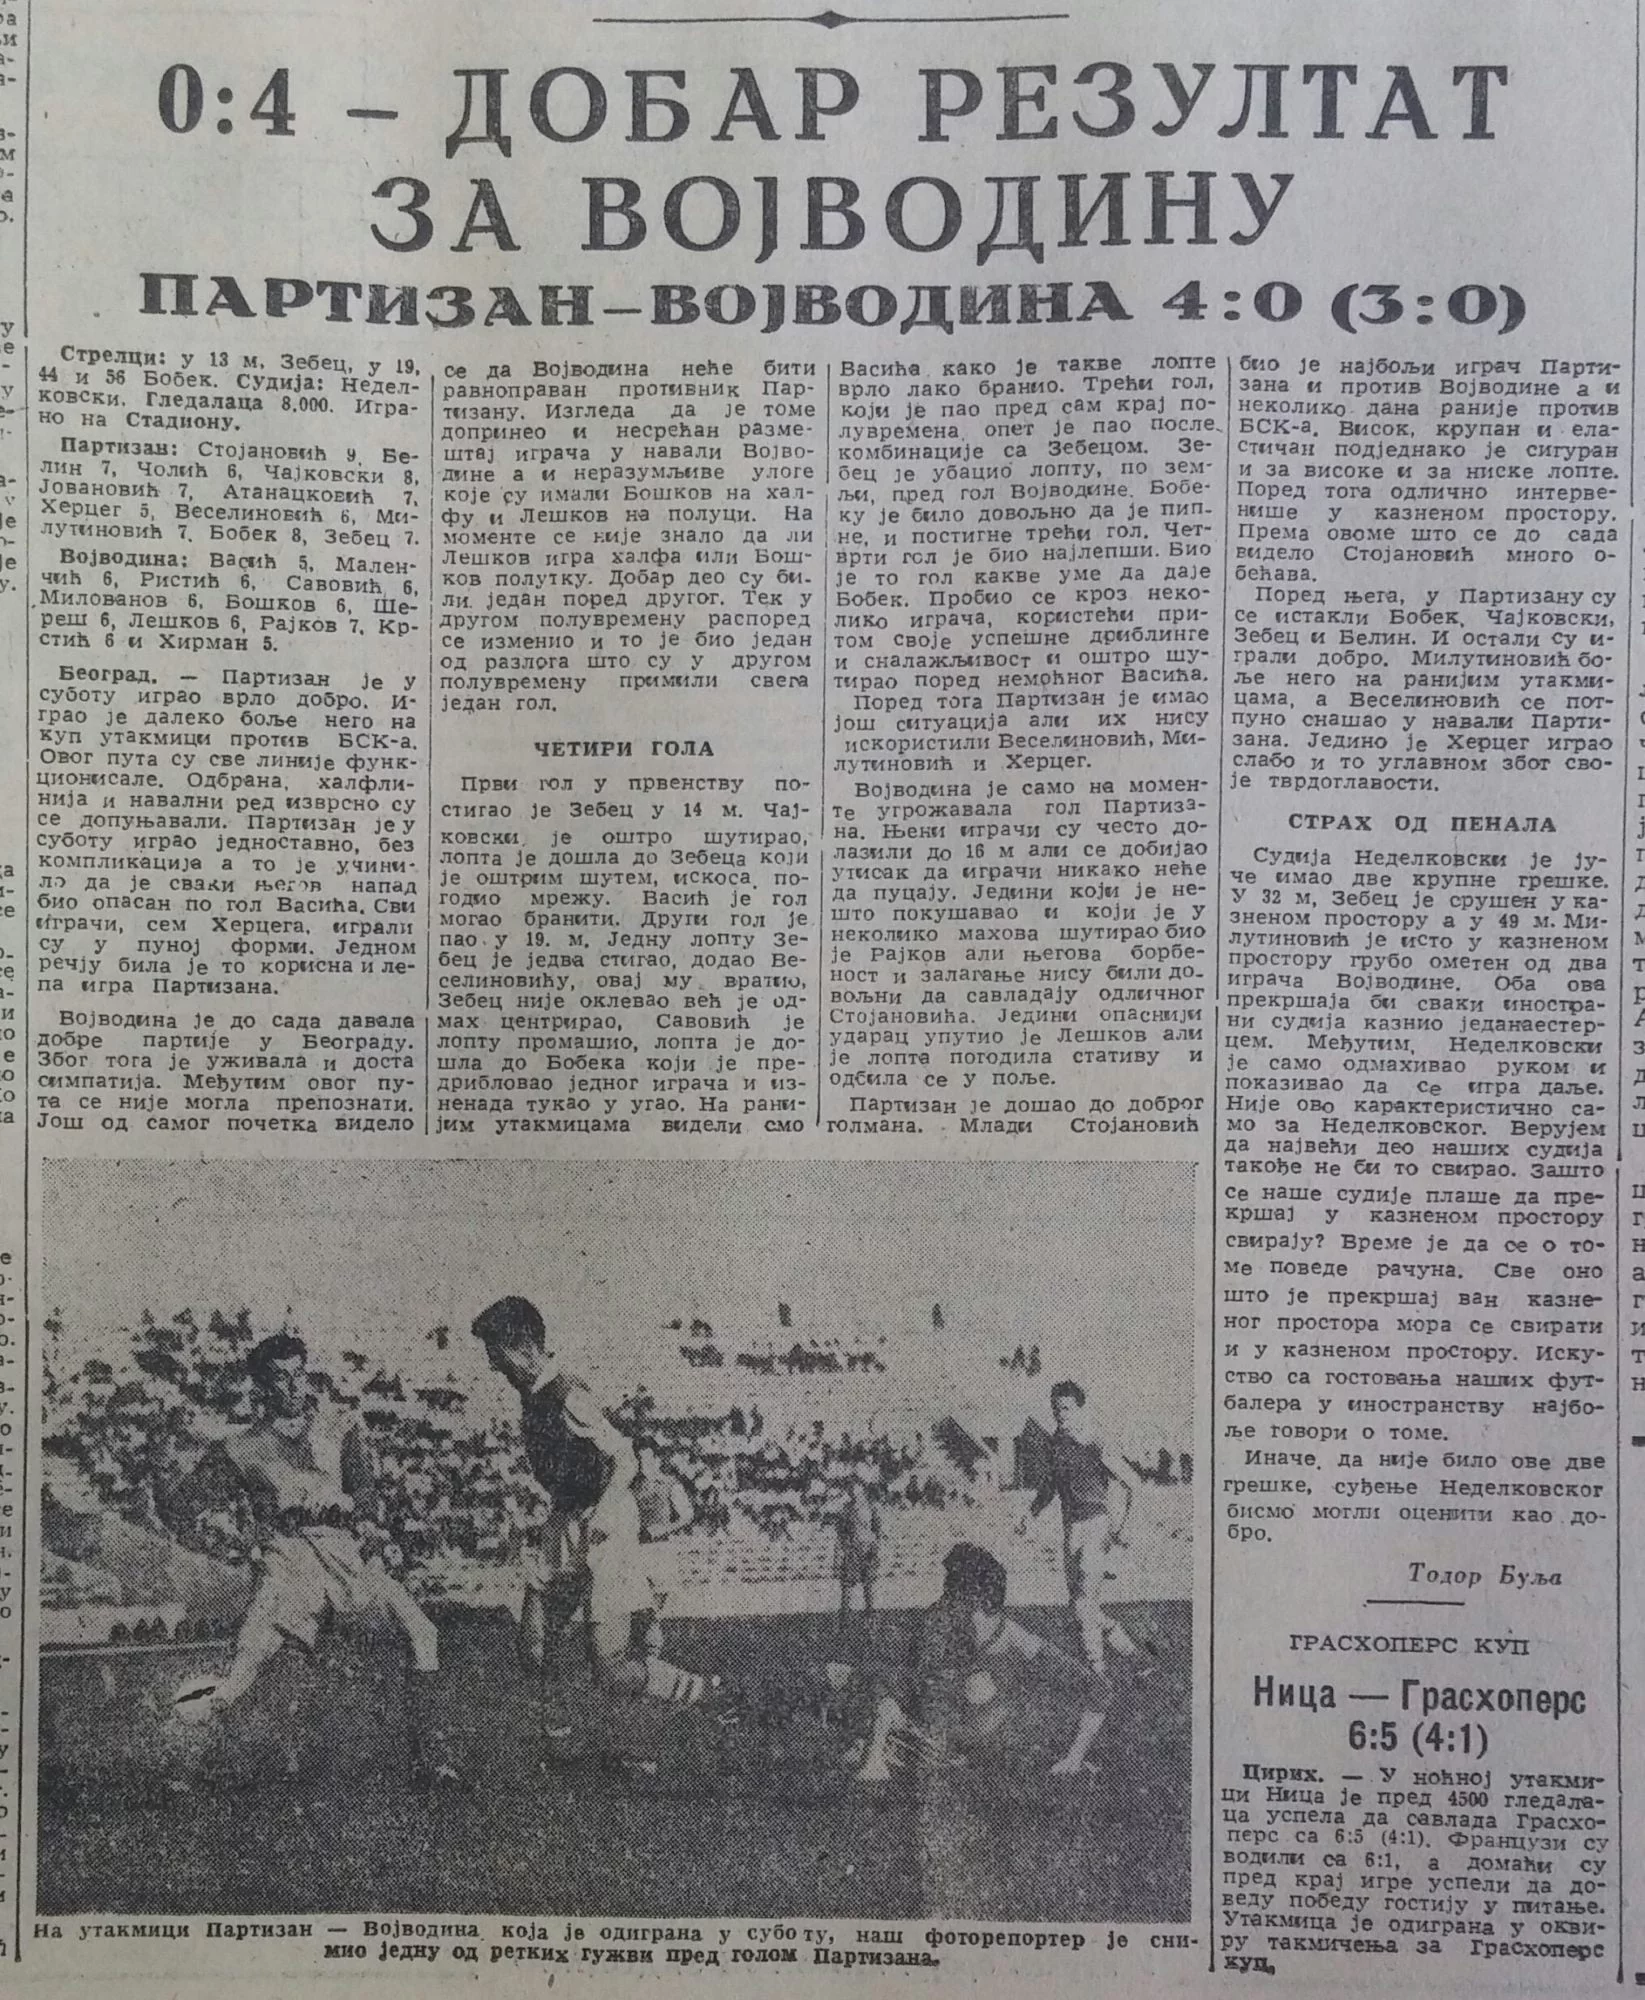 0:4 — ДОБАР РЕЗУЛТАТ
ЗА ВОЈВОДИНУ
ПАРТИЗАН—ВОЈВОДИНА 4:0 (3:0)
Стрелци: у 13 м. Зебец, у 19,
44 и 56 Бобек. Судија: Недел-
ковски. Гледалаца 8.000. Игра-
но на Стадиону.
Партизан: Стојановић 9, Бе-
лин 7, Чолић 6, Чајковски 8,
Јовановић 7, Атанацковић 7,
Херцег 5, Веселиновић 6, Ми-
лутиновић 7, Бобек 8, Зебец 7.
Војводина: Васић 5, Мален-
чић 6, Ристић 6, Савовић 6,
Милованов 6, Бошков 6, Ше-
реш 6, Лешков 6, Рајков 7, Кр-
стић 6 и Хирман 5.
Београд. — Партизан је у
суботу играо врло добро. И-
грао је далеко боље него на
куп утакмици против БСК-а.
Овог пута су све линије функ-
ционисале. Одбрана, халфли-
нија и навални ред изврсно су
се допуњавали. Партизан је у
суботу играо једноставно, без
компликација а то је учини-
ло да је сваки његов напад
био опасан по гол Васића. Сви
играчи, сем Херцега, играли
су у пуној форми. Једном
речју била је то корисна и ле-
па игра Партизана.
Војводина је до сада давала
добре партије у Београду.
Због тога је уживала и доста
симпатија. Међутим овог пу-
та се није могла препознати.
Још од самог почетка видело
се да Војводина неће бити
равноправан противник Пар-
тизану. Изгледа да је томе
допринео и несрећан разме-
штај играча у навали Војво-
дине а и неразумљиве улоге
које су имали Бошков на хал-
фу и Лешков на полуци. На
моменте се није знало да ли
Лешков игра халфа или Бош-
ков полутку. Добар део су би-
ли један поред другог. Тек у
другом полувремену распоред
се изменио и то је био један
од разлога што су у другом
полувремену примили свега
један гол.
ЧЕТИРИ ГОЛА
Први гол у првенству по-
стигао је Зебец у 14 м. Чај-
ковски је оштро шутирао,
лопта је дошла до Зебеца који
је оштрим шутем, искоса, по-
годио мрежу. Васић је гол
могао бранити. Други гол је
пао у 19. м. Једну лопту Зе-
бец је једва стигао, додао Ве-
селиновићу, овај му вратио,
Зебец није оклевао већ је од-
мах центрирао, Савовић је
лопту промашио, лопта је до-
шла до Бобека који је пре-
дрибловао једног играча и из-
ненада тукао у угао. На рани-
јим утакмицама видели смо
Васића како је такве лопте
врло лако бранио. Трећи гол,
који је пао пред сам крај по-
лувремена, опет је пао после
комбинације са Зебецом. Зе-
бец је убацио лопту, по зем-
љи, пред гол Војводине. Бобе-
ку је било довољно да је пип-
не, и постигне трећи гол. Чет-
врти гол је био најлепши. Био
је то гол какве уме да даје
Бобек. Пробио се кроз неко-
лико играча, користећи при-
том своје успешне дриблинге
и сналажљивост и оштро шу-
тирао поред немоћног Васића.
Поред тога Партизан је имао
још ситуација али их нису
искористили Веселиновић, Ми-
лутиновић и Херцег.
Војводина је само на момен-
те угрожавала гол Партиза-
на. Њени играчи су често до-
лазили до 16 м али се добијао
утисак да играчи никако неће
да пуцају. Једини који је не-
што покушавао и који је у
неколико махова шутирао био
је Рајков али његова борбе-
ност и залагање нису били до-
вољни да савладају одличног
Стојановића. Једини опаснији
ударац упутио је Лешков али
је лопта погодила стативу и
одбила се у поље.
Партизан је дошао до доброг
голмана. Млади Стојановић
био је најбољи играч Парти-
зана и против Војводине а и
неколико дана раније против
БСК-а. Висок, крупан и ела-
стичан подједнако је сигуран
и за високе и за ниске лопте.
Поред тога одлично интерве-
нише у казненом простору.
Према овоме што се до сада
видело Стојановић много о-
бећава.
Поред њега, у Партизану су
се истакли Бобек, Чајковски,
Зебец и Белин. И остали су и-
грали добро. Милутиновић бо-
ље него на ранијим утакми-
цама, а Веселиновић се пот-
пуно снашао у навали Парти-
зана. Једино је Херцег играо
слабо и то углавном због сво-
је тврдоглавости.
СТРАХ ОД ПЕНАЛА
Судија Неделковски је ју-
че имао две крупне грешке.
У 32 м, Зебец је срушен у ка-
зненом простору а у 49 м. Ми-
лутиновић је исто у казненом
простору грубо ометен од два
играча Војводине. Оба ова
прекршаја би сваки иностра-
ни судија казнио једанаестер-
цем. Међутим, Неделковски
је само одмахивао руком и
показивао да се игра даље.
Није ово карактеристично са-
мо за Неделковског. Верујем
да највећи део наших судија
такође не би то свирао. Зашто
се наше судије плаше да пре-
кршај у казненом простору
свирају? Време је да се о то-
ме поведе рачуна. Све оно
што је прекршај ван казне-
ног простора мора се свирати
и у казненом простору. Иску-
ство са гостовања наших фут-
балера у иностранству најбо-
ље говори о томе.
Иначе, да није било ове две
грешке, суђење Неделковског
бисмо могли оценити као до-
бро.
Тодор Буља
ГРАСХОПЕРС КУП
Ница — Грасхоперс
6:5 (4:1)
Цирих. — У ноћној утакми-
ци Ница је пред 4500 гледала-
ца успела да савлада Грасхо-
перс са 6:5 (4:1). Французи су
водили са 6:1, а домаћи су
пред крај игре успели да до-
веду победу гостију у питање.
Утакмица је одиграна у окви-
ру такмичења за Грасхоперс
куп.
На утакмици Партизан — Војводина која је одиграна у суботу, наш фоторепортер је сни-
мио једну од ретких гужви пред голом Партизана.